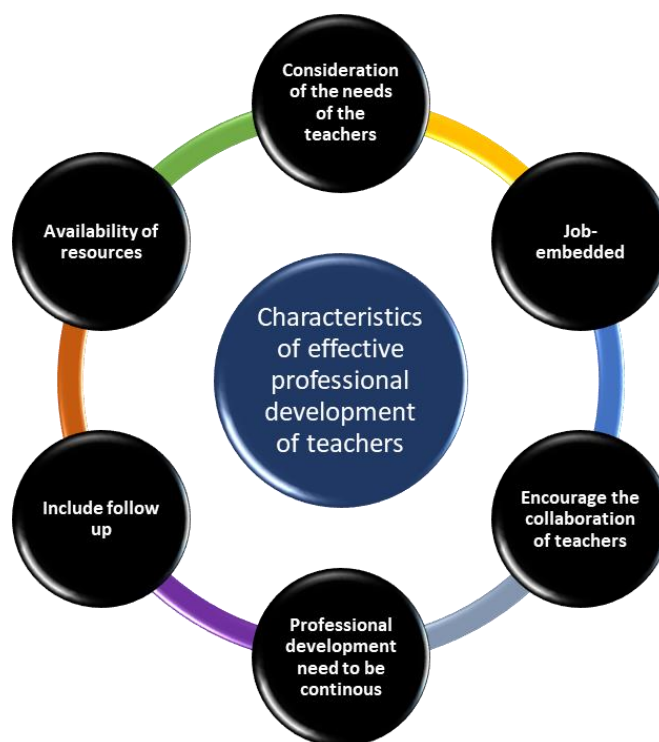 Consideration
of the needs
of the
teachers
Availability of
resources
Job-
embedded
Characteristics
of effective
professional
development
of teachers
Include follow
up
Encourage the
collaboration
of teachers
Professional
development
need to be
continous